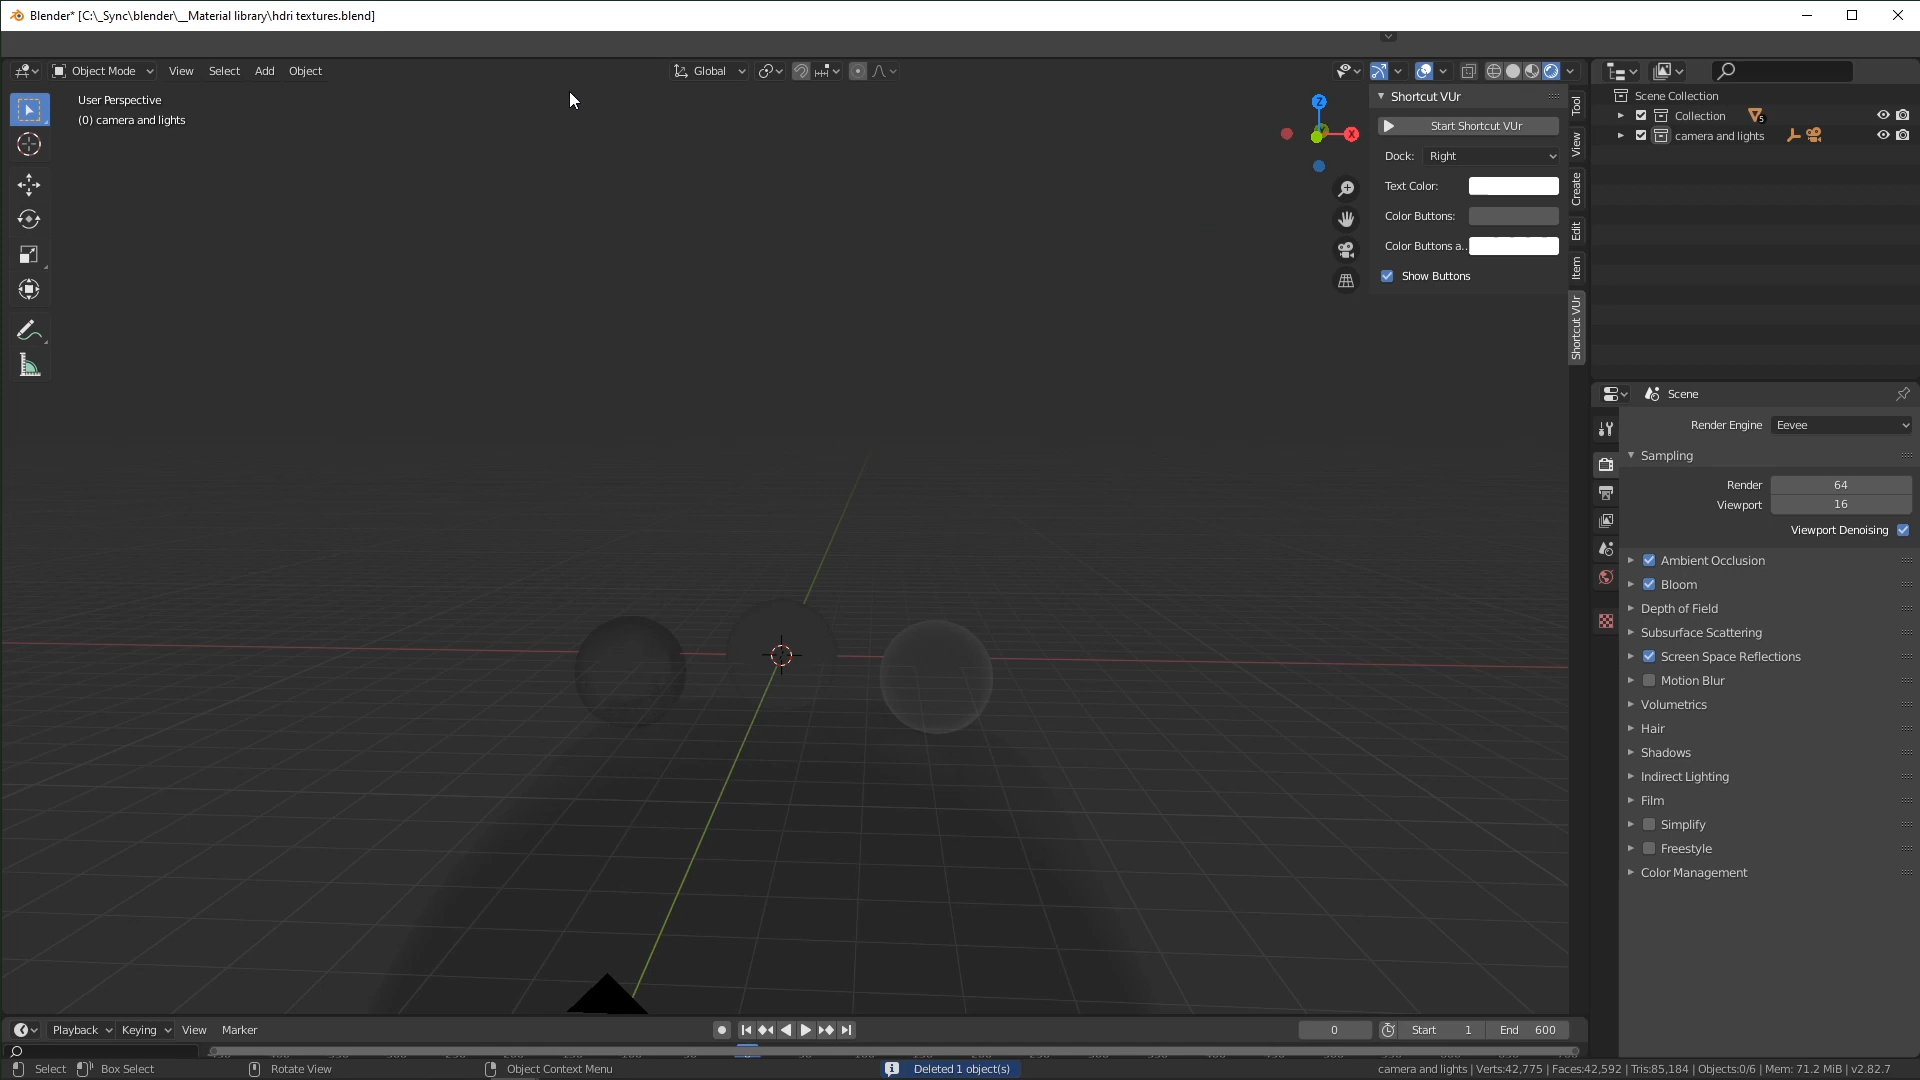 Blender* [C:\_Sync\blender\__Material library\hdri textures.blend]
Object Mode View Select Add Object Global
User Perspective
(0) camera and lights
Z
X
Shortcut VUr
Start Shortcut VUr
Dock: Right
Text Color:
Color Buttons:
Color Buttons a..
Show Buttons
Tool
View
Create
Edit
Item
Shortcut VUr
Scene Collection
Collection 5
camera and lights
Scene
Render Engine Eevee
Sampling
Render 64
Viewport 16
Viewport Denoising
Ambient Occlusion
Bloom
Depth of Field
Subsurface Scattering
Screen Space Reflections
Motion Blur
Volumetrics
Hair
Shadows
Indirect Lighting
Film
Simplify
Freestyle
Color Management
Playback Keying View Marker 0 Start 1 End 600
Select Box Select Rotate View Object Context Menu Deleted 1 object(s) camera and lights | Verts:42,775 | Faces:42,592 | Tris:85,184 | Objects:0/6 | Mem: 71.2 MiB | v2.82.7